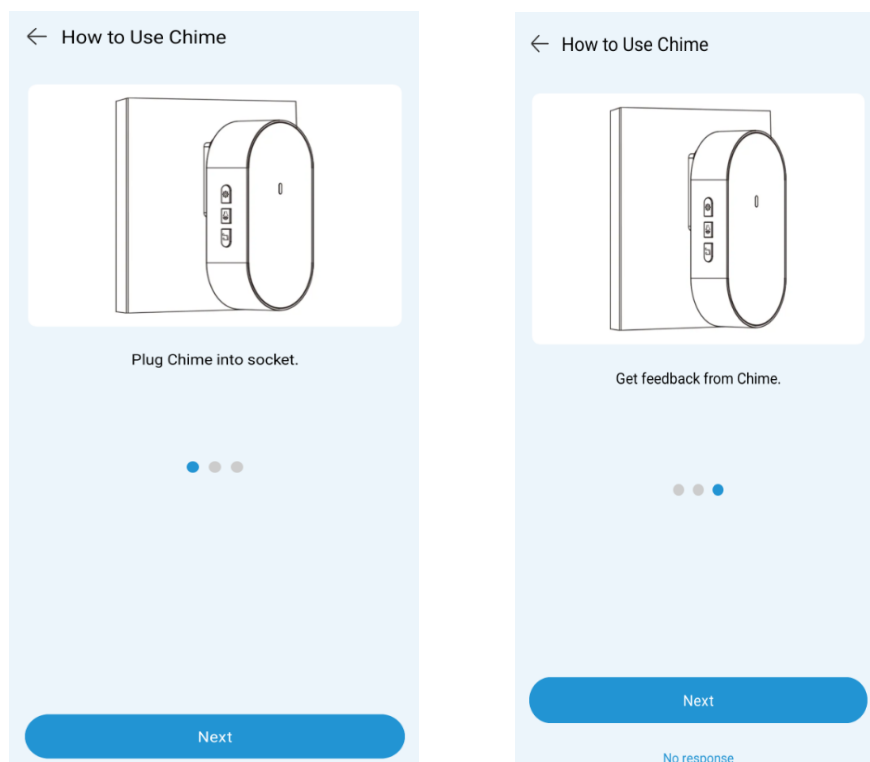 How to Use Chime
Plug Chime into socket.
Next
How to Use Chime
Get feedback from Chime.
Next
No response